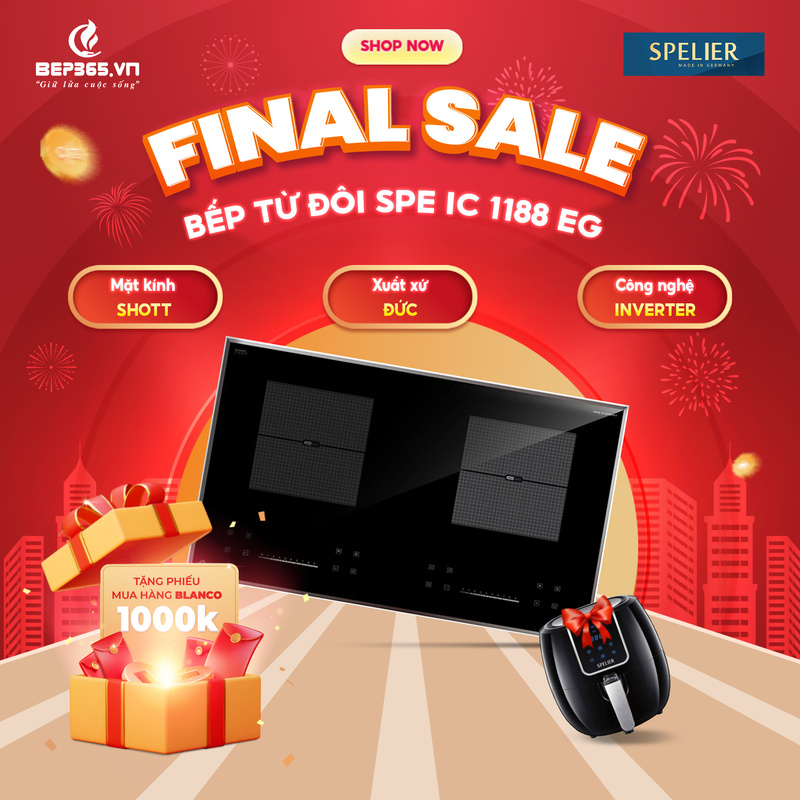 BEP365.VN
"Giữ lửa cuộc sống"
SHOP NOW
SPELIER
MADE IN GERMANY
FINAL SALE
BẾP TỪ ĐÔI SPE IC 1188 EG
Mặt kính
SHOTT
Xuất xứ
ĐỨC
Công nghệ
INVERTER
TẶNG PHIẾU
MUA HÀNG BLANCO
1000k
SPELIER